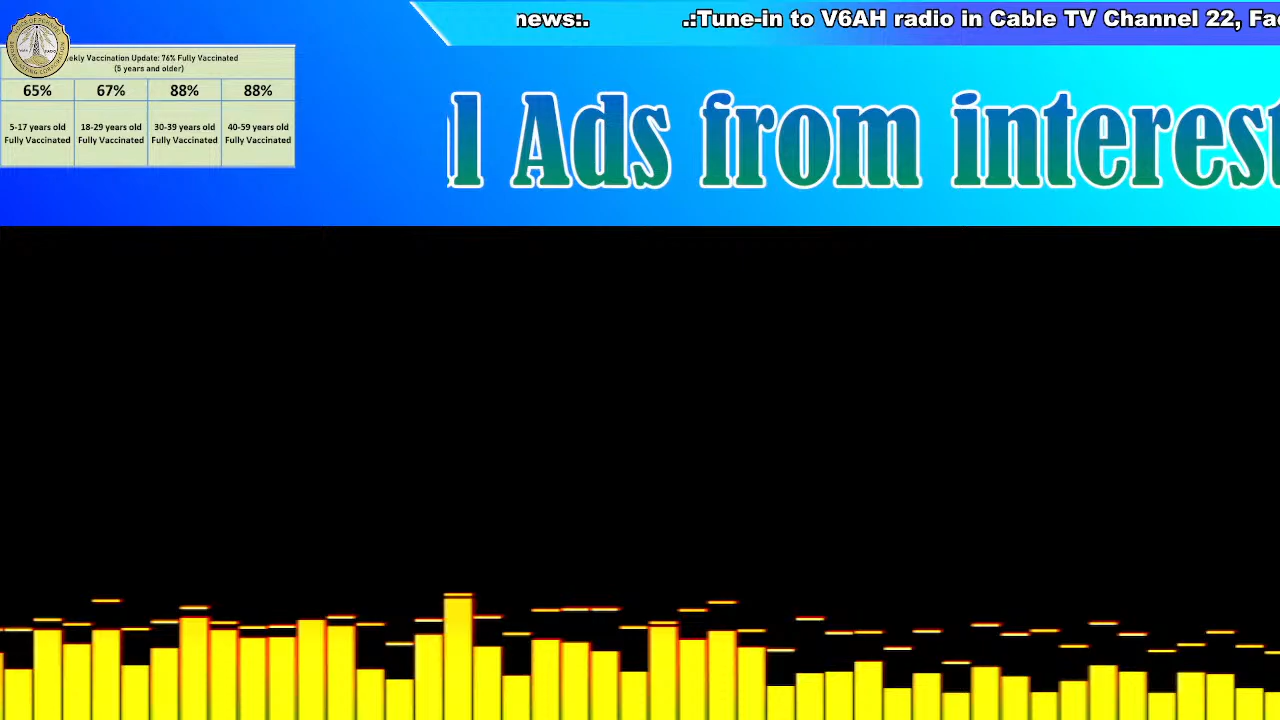 news:.
.:Tune-in to V6AH radio in Cable TV Channel 22,
Vaccination Update: 76% Fully Vaccinated
(5 years and older)
65% 67% 88% 88%
5-17 years old 18-29 years old 30-39 years old 40-59 years old
Fully Vaccinated Fully Vaccinated Fully Vaccinated Fully Vaccinated
Ads from